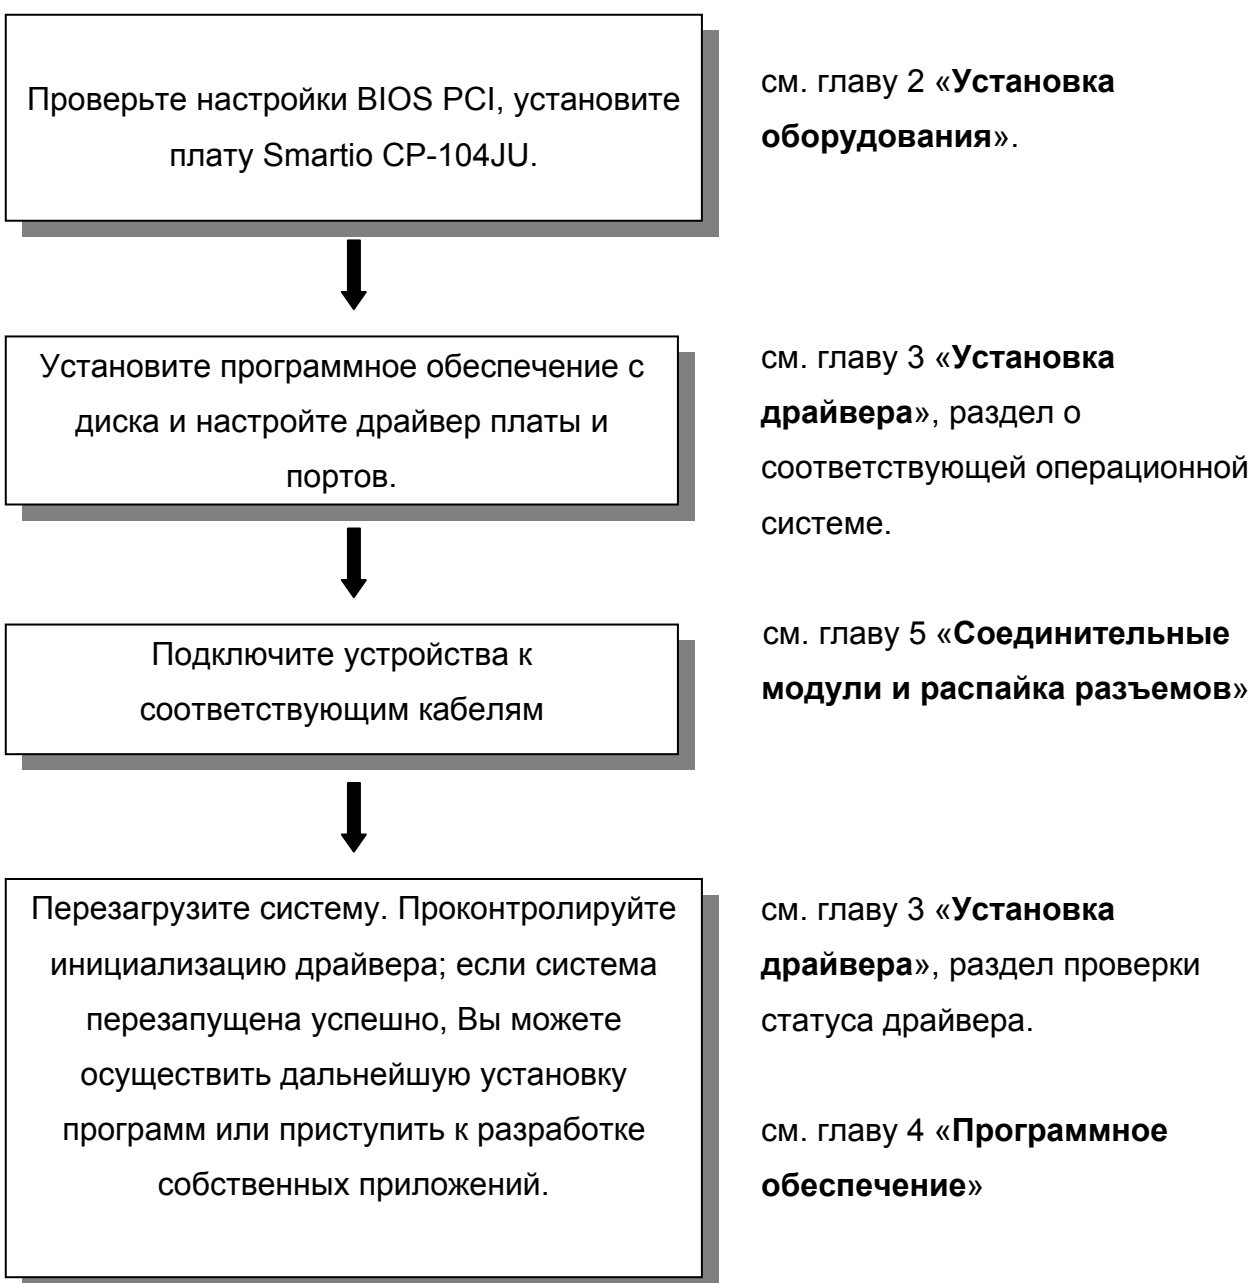 Проверьте настройки BIOS PCI, установите
плату Smartio CP-104JU.
см. главу 2 «Установка
оборудования».
Установите программное обеспечение с
диска и настройте драйвер платы и
портов.
см. главу 3 «Установка
драйвера», раздел о
соответствующей операционной
системе.
Подключите устройства к
соответствующим кабелям
см. главу 5 «Соединительные
модули и распайка разъемов»
Перезагрузите систему. Проконтролируйте
инициализацию драйвера; если система
перезапущена успешно, Вы можете
осуществить дальнейшую установку
программ или приступить к разработке
собственных приложений.
см. главу 3 «Установка
драйвера», раздел проверки
статуса драйвера.
см. главу 4 «Программное
обеспечение»